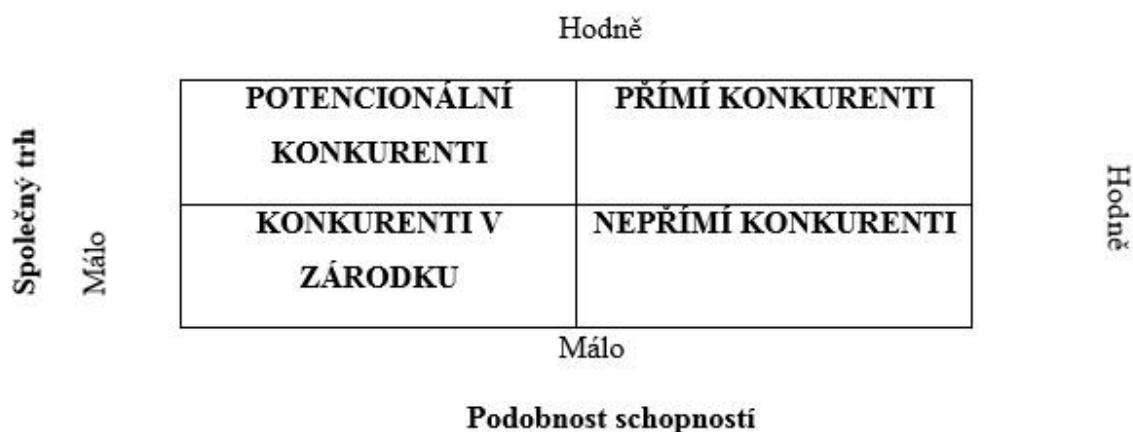 Hodně
POTENCIONÁLNÍ
KONKURENTI
PŘÍMÍ KONKURENTI
KONKURENTI V
ZÁRODKU
NEPŘÍMÍ KONKURENTI
Společný trh
Málo
Hodně
Málo
Podobnost schopností